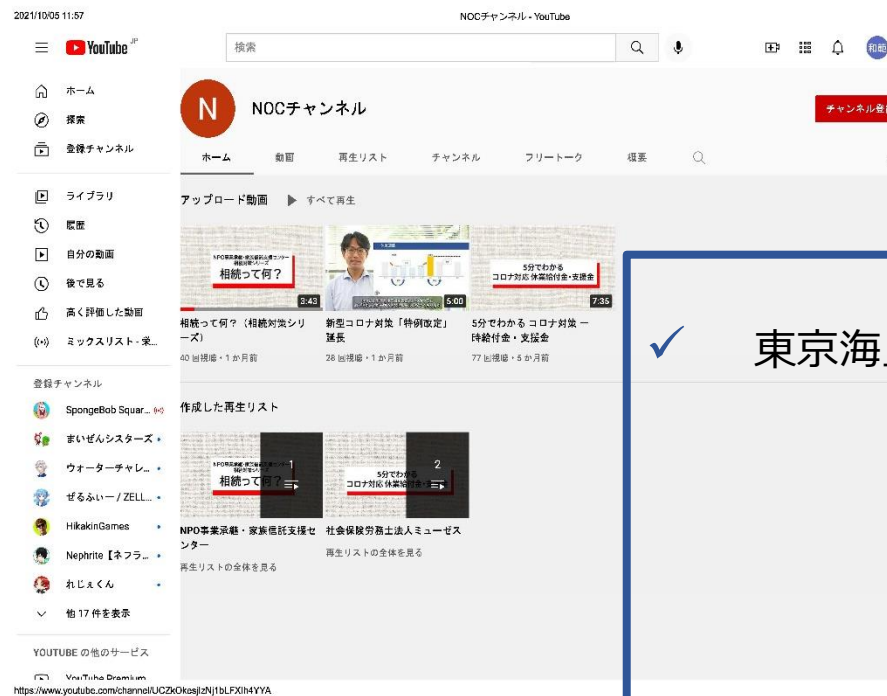 2021/10/05 11:57
NOCチャンネル - YouTube
YouTube JP
検索
ホーム
探索
登録チャンネル
ライブラリ
履歴
自分の動画
後で見る
高く評価した動画
ミックスリスト - 栄...
登録チャンネル
SpongeBob Squar...
まいぜんシスターズ
ウォーターチャレ...
ぜるふぃー / ZELL...
HikakinGames
Nephrite【ネフラ...
れじぇくん
他 17 件を表示
YOUTUBE の他のサービス
YouTube Premium
N
NOCチャンネル
チャンネル登
ホーム
動画
再生リスト
チャンネル
フリートーク
概要
アップロード動画
すべて再生
相続って何？
3:43
相続って何？（相続対策シリ
ーズ）
40 回視聴・1 か月前
5:00
新型コロナ対策「特例改定」
延長
28 回視聴・1 か月前
5分でわかる
コロナ対応 休業給付金・支援金
7:35
5分でわかる コロナ対策 ー
時給付金・支援金
77 回視聴・5 か月前
作成した再生リスト
相続って何？
1
NPO事業承継・家族信託支援セ
ンター
再生リストの全体を見る
5分でわかる
コロナ対応 休業給付金
2
社会保険労務士法人ミューゼス
再生リストの全体を見る
✓ 東京海
https://www.youtube.com/channel/UCZkOkesjlzNj1bLFXIh4YYA